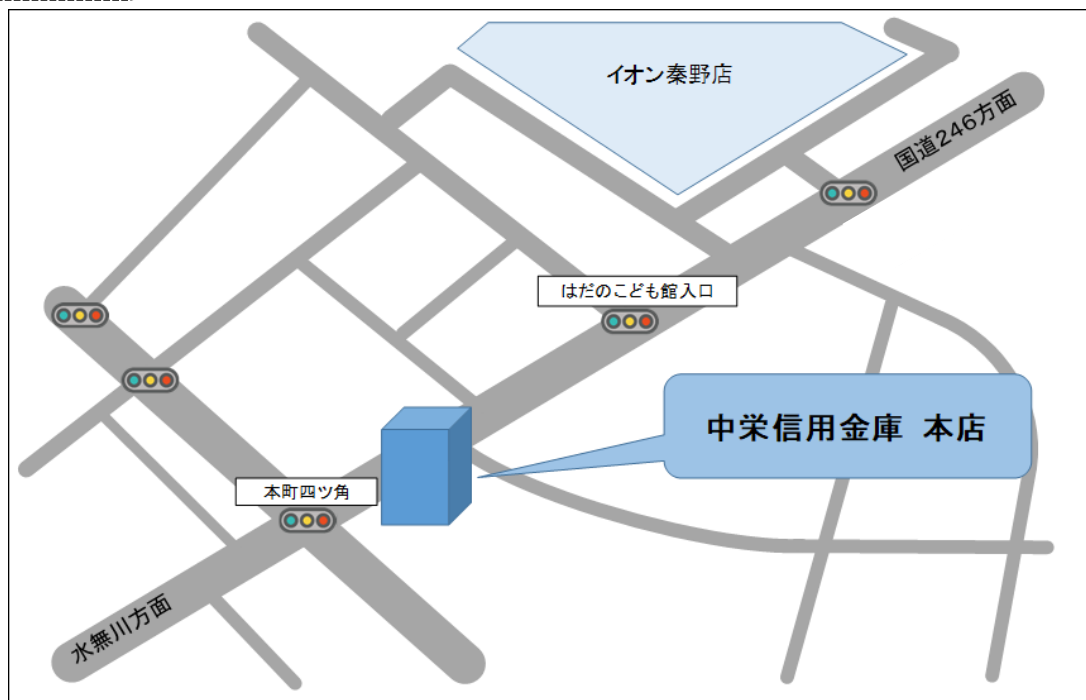 イオン秦野店
国道246方面
はだのこども館入口
中栄信用金庫 本店
本町四ツ角
水無川方面